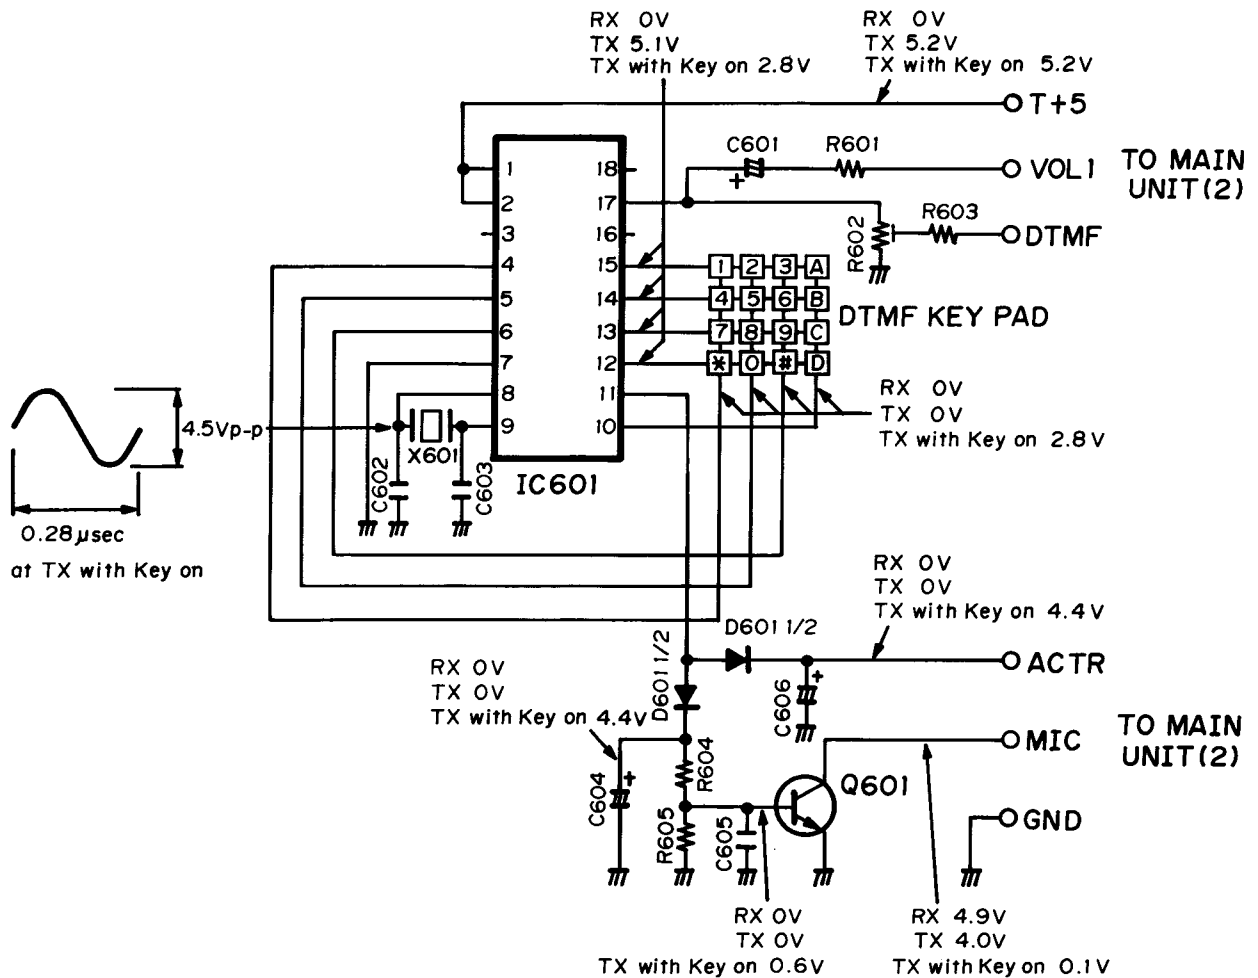 RX 0V
TX 5.1V
TX with Key on 2.8V
RX 0V
TX 5.2V
TX with Key on 5.2V
T+5
C601
+
R601
VOL1
TO MAIN
UNIT(2)
R602
R603
DTMF
1
2
3
4
5
6
7
8
9
18
17
16
15
14
13
12
11
10
IC601
1 2 3 A
4 5 6 B
7 8 9 C
* 0 # D
DTMF KEY PAD
RX 0V
TX 0V
TX with Key on 2.8V
4.5Vp-p
X601
C602
C603
0.28μsec
at TX with Key on
RX 0V
TX 0V
TX with Key on 4.4V
D601 1/2
ACTR
D601 1/2
C606
+
RX 0V
TX 0V
TX with Key on 4.4V
MIC
TO MAIN
UNIT(2)
R604
C604
+
Q601
R605
C605
GND
RX 0V
TX 0V
TX with Key on 0.6V
RX 4.9V
TX 4.0V
TX with Key on 0.1V